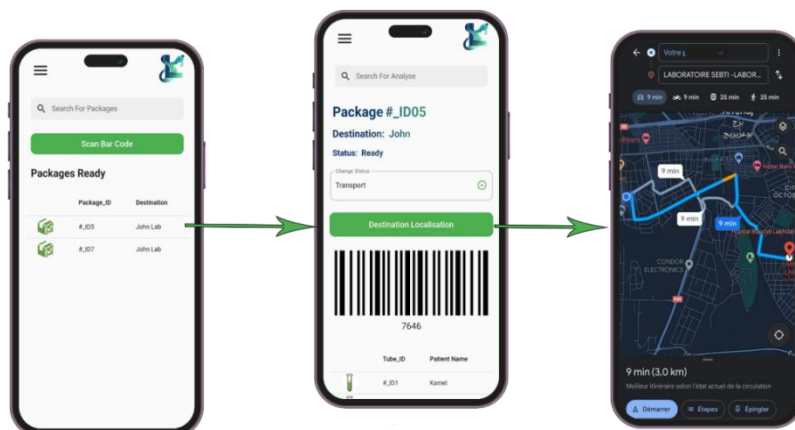 Search For Packages
Scan Bar Code
Packages Ready
Package_ID Destination
#_ID5 John Lab
#_ID7 John Lab
Search For Analyse
Package #_ID05
Destination: John
Status: Ready
Change Status
Transport
Destination Localisation
7646
Tube_ID Patient Name
#_ID1 Kamel
Votre
LABORATOIRE SEBTI -LABOR...
9 min 9 min 35 min 35 min
9 min
9 min
9 min
CONDOR
ELECTRONICS
9 min (3,0 km)
Meilleur itinéraire selon l'état actuel de la circulation
Démarrer Étapes Épingler